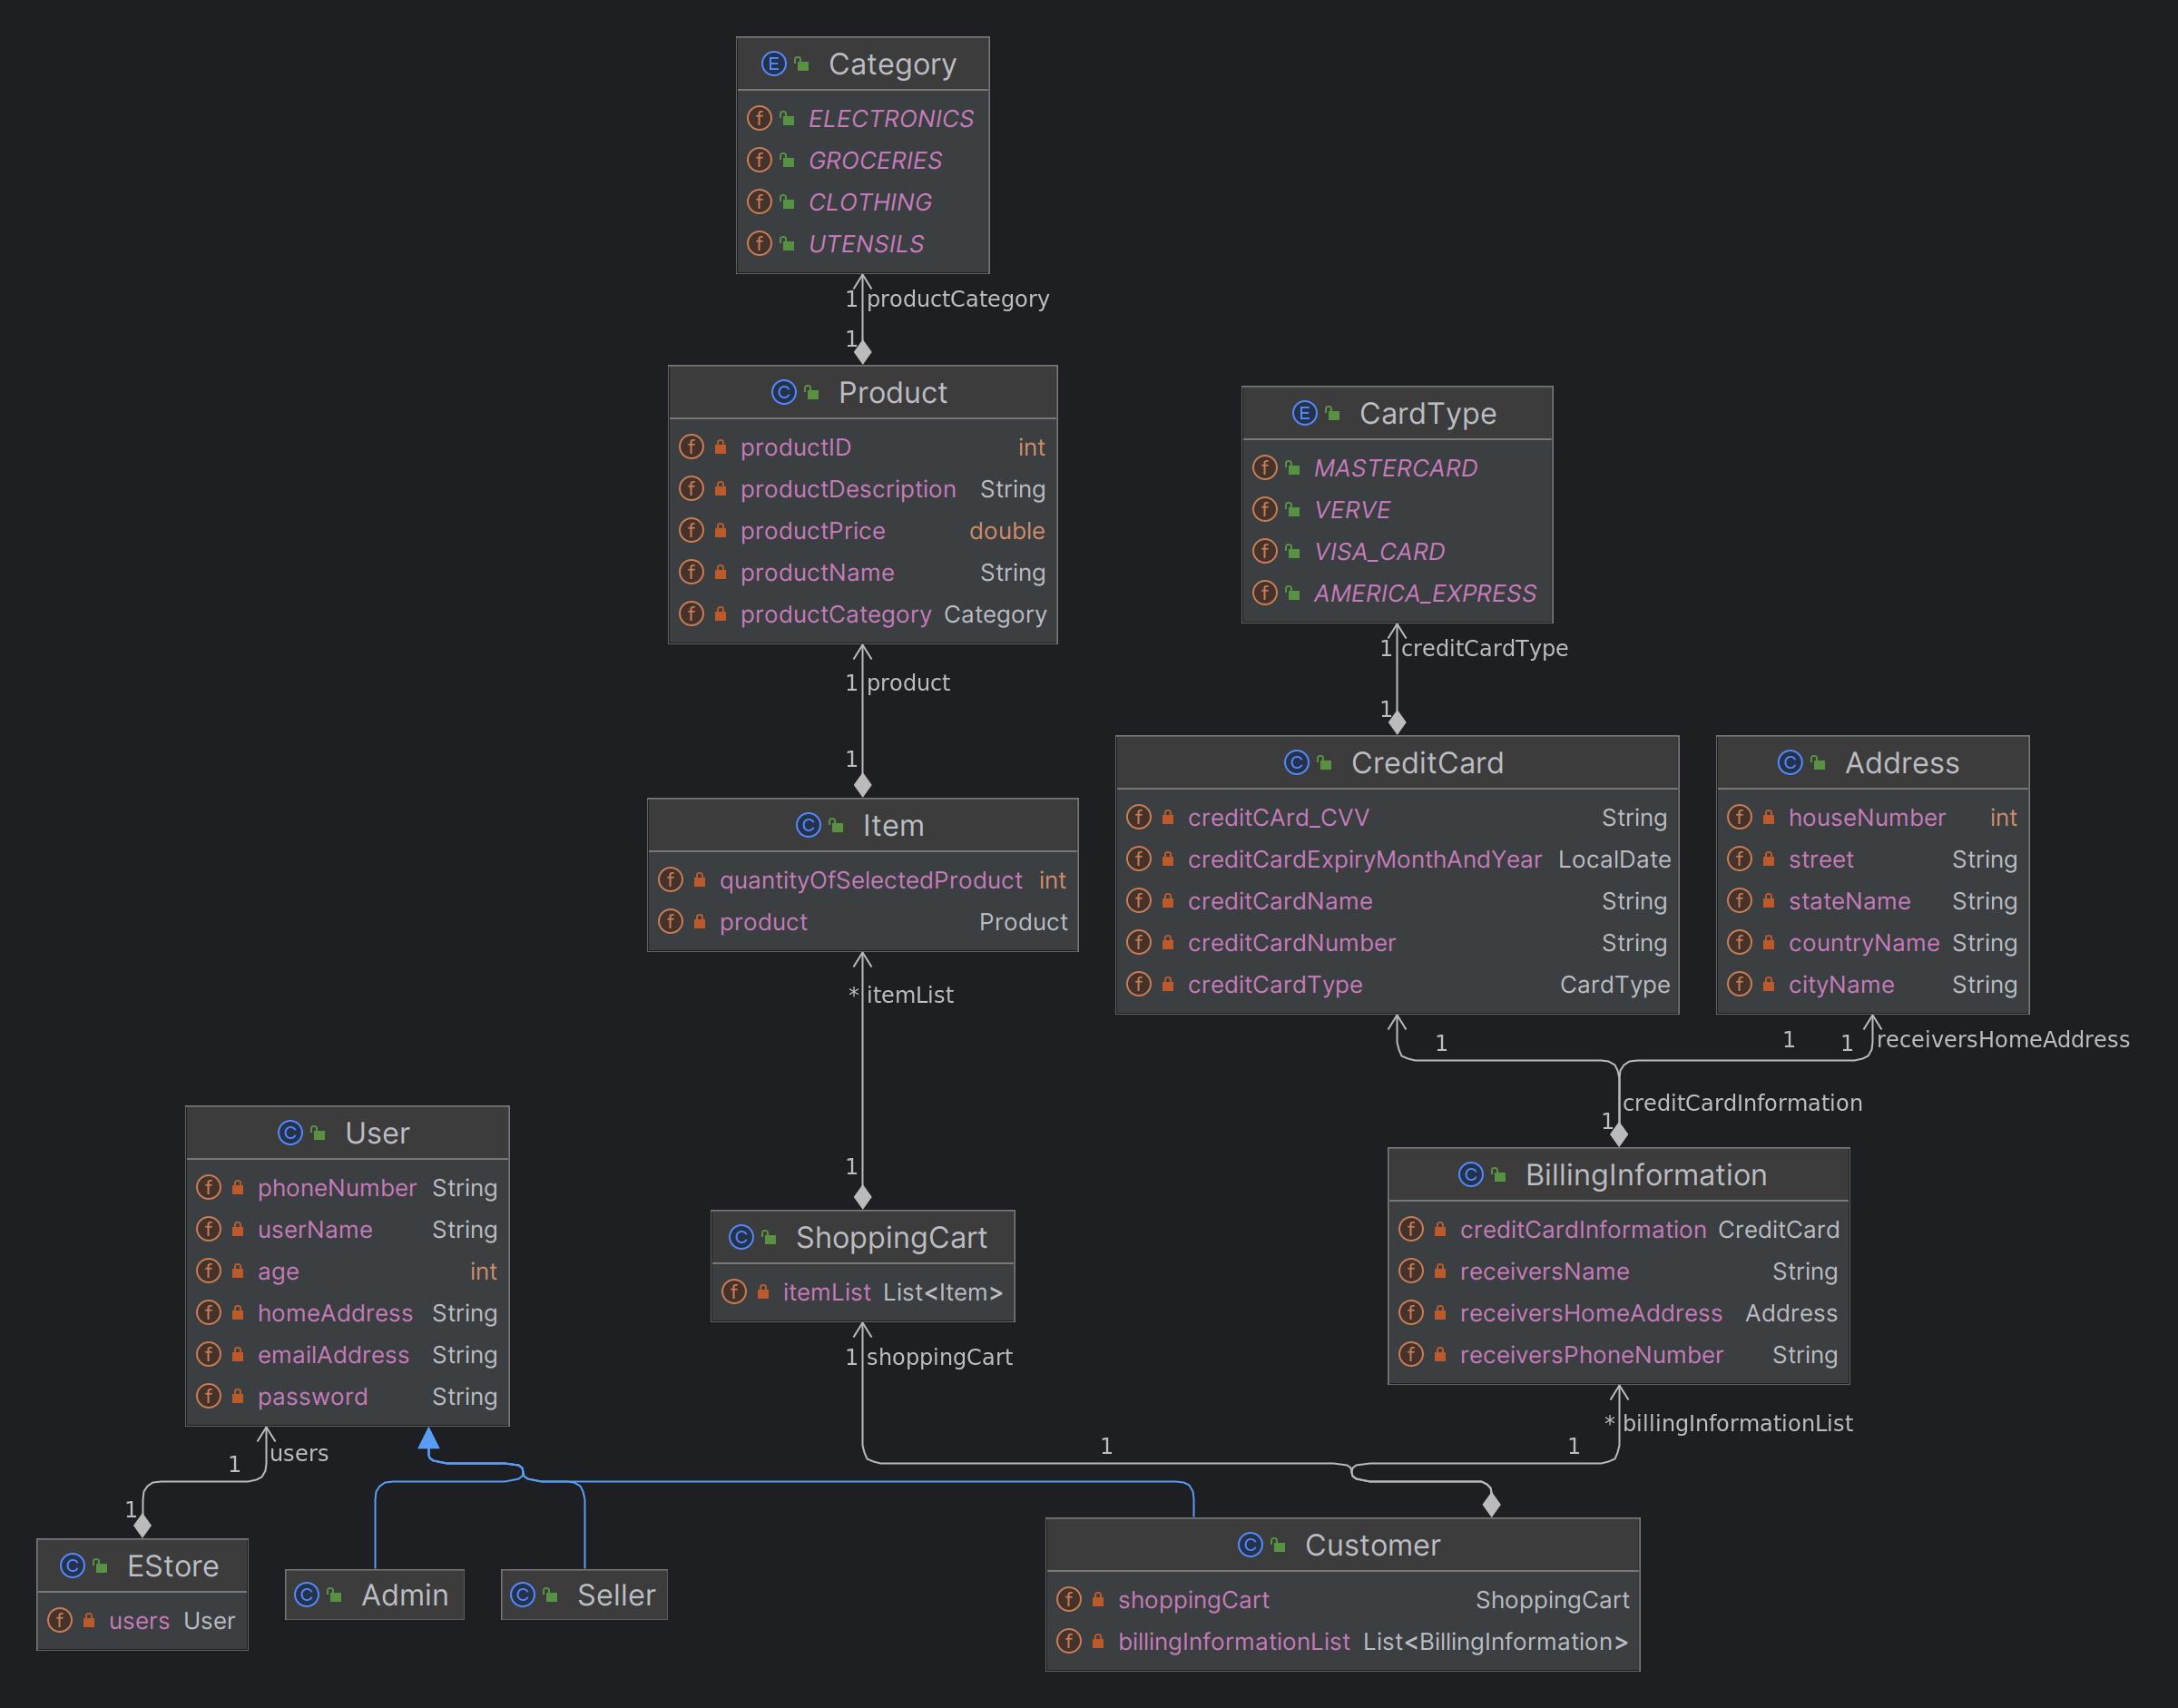 Category
ELECTRONICS
GROCERIES
CLOTHING
UTENSILS
1 productCategory
1
Product
productID int
productDescription String
productPrice double
productName String
productCategory Category
1 product
1
CardType
MASTERCARD
VERVE
VISA_CARD
AMERICA_EXPRESS
1 creditCardType
1
Item
quantityOfSelectedProduct int
product Product
* itemList
1
CreditCard
creditCArd_CVV String
creditCardExpiryMonthAndYear LocalDate
creditCardName String
creditCardNumber String
creditCardType CardType
Address
houseNumber int
street String
stateName String
countryName String
cityName String
1
1 1 receiversHomeAddress
creditCardInformation
1
User
phoneNumber String
userName String
age int
homeAddress String
emailAddress String
password String
ShoppingCart
itemList List<Item>
1 shoppingCart
BillingInformation
creditCardInformation CreditCard
receiversName String
receiversHomeAddress Address
receiversPhoneNumber String
* billingInformationList
1
1
users
1
1
EStore
users User
Admin
Seller
Customer
shoppingCart ShoppingCart
billingInformationList List<BillingInformation>